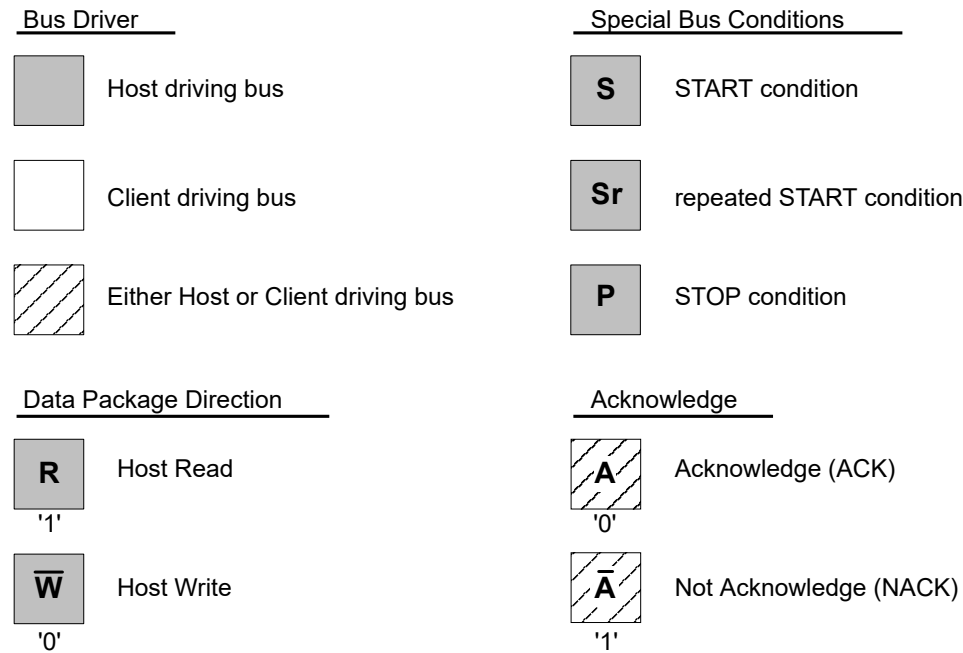 Bus Driver
Host driving bus
Client driving bus
Either Host or Client driving bus
Special Bus Conditions
S START condition
Sr repeated START condition
P STOP condition
Data Package Direction
R Host Read
'1'
W̅ Host Write
'0'
Acknowledge
A Acknowledge (ACK)
'0'
A̅ Not Acknowledge (NACK)
'1'